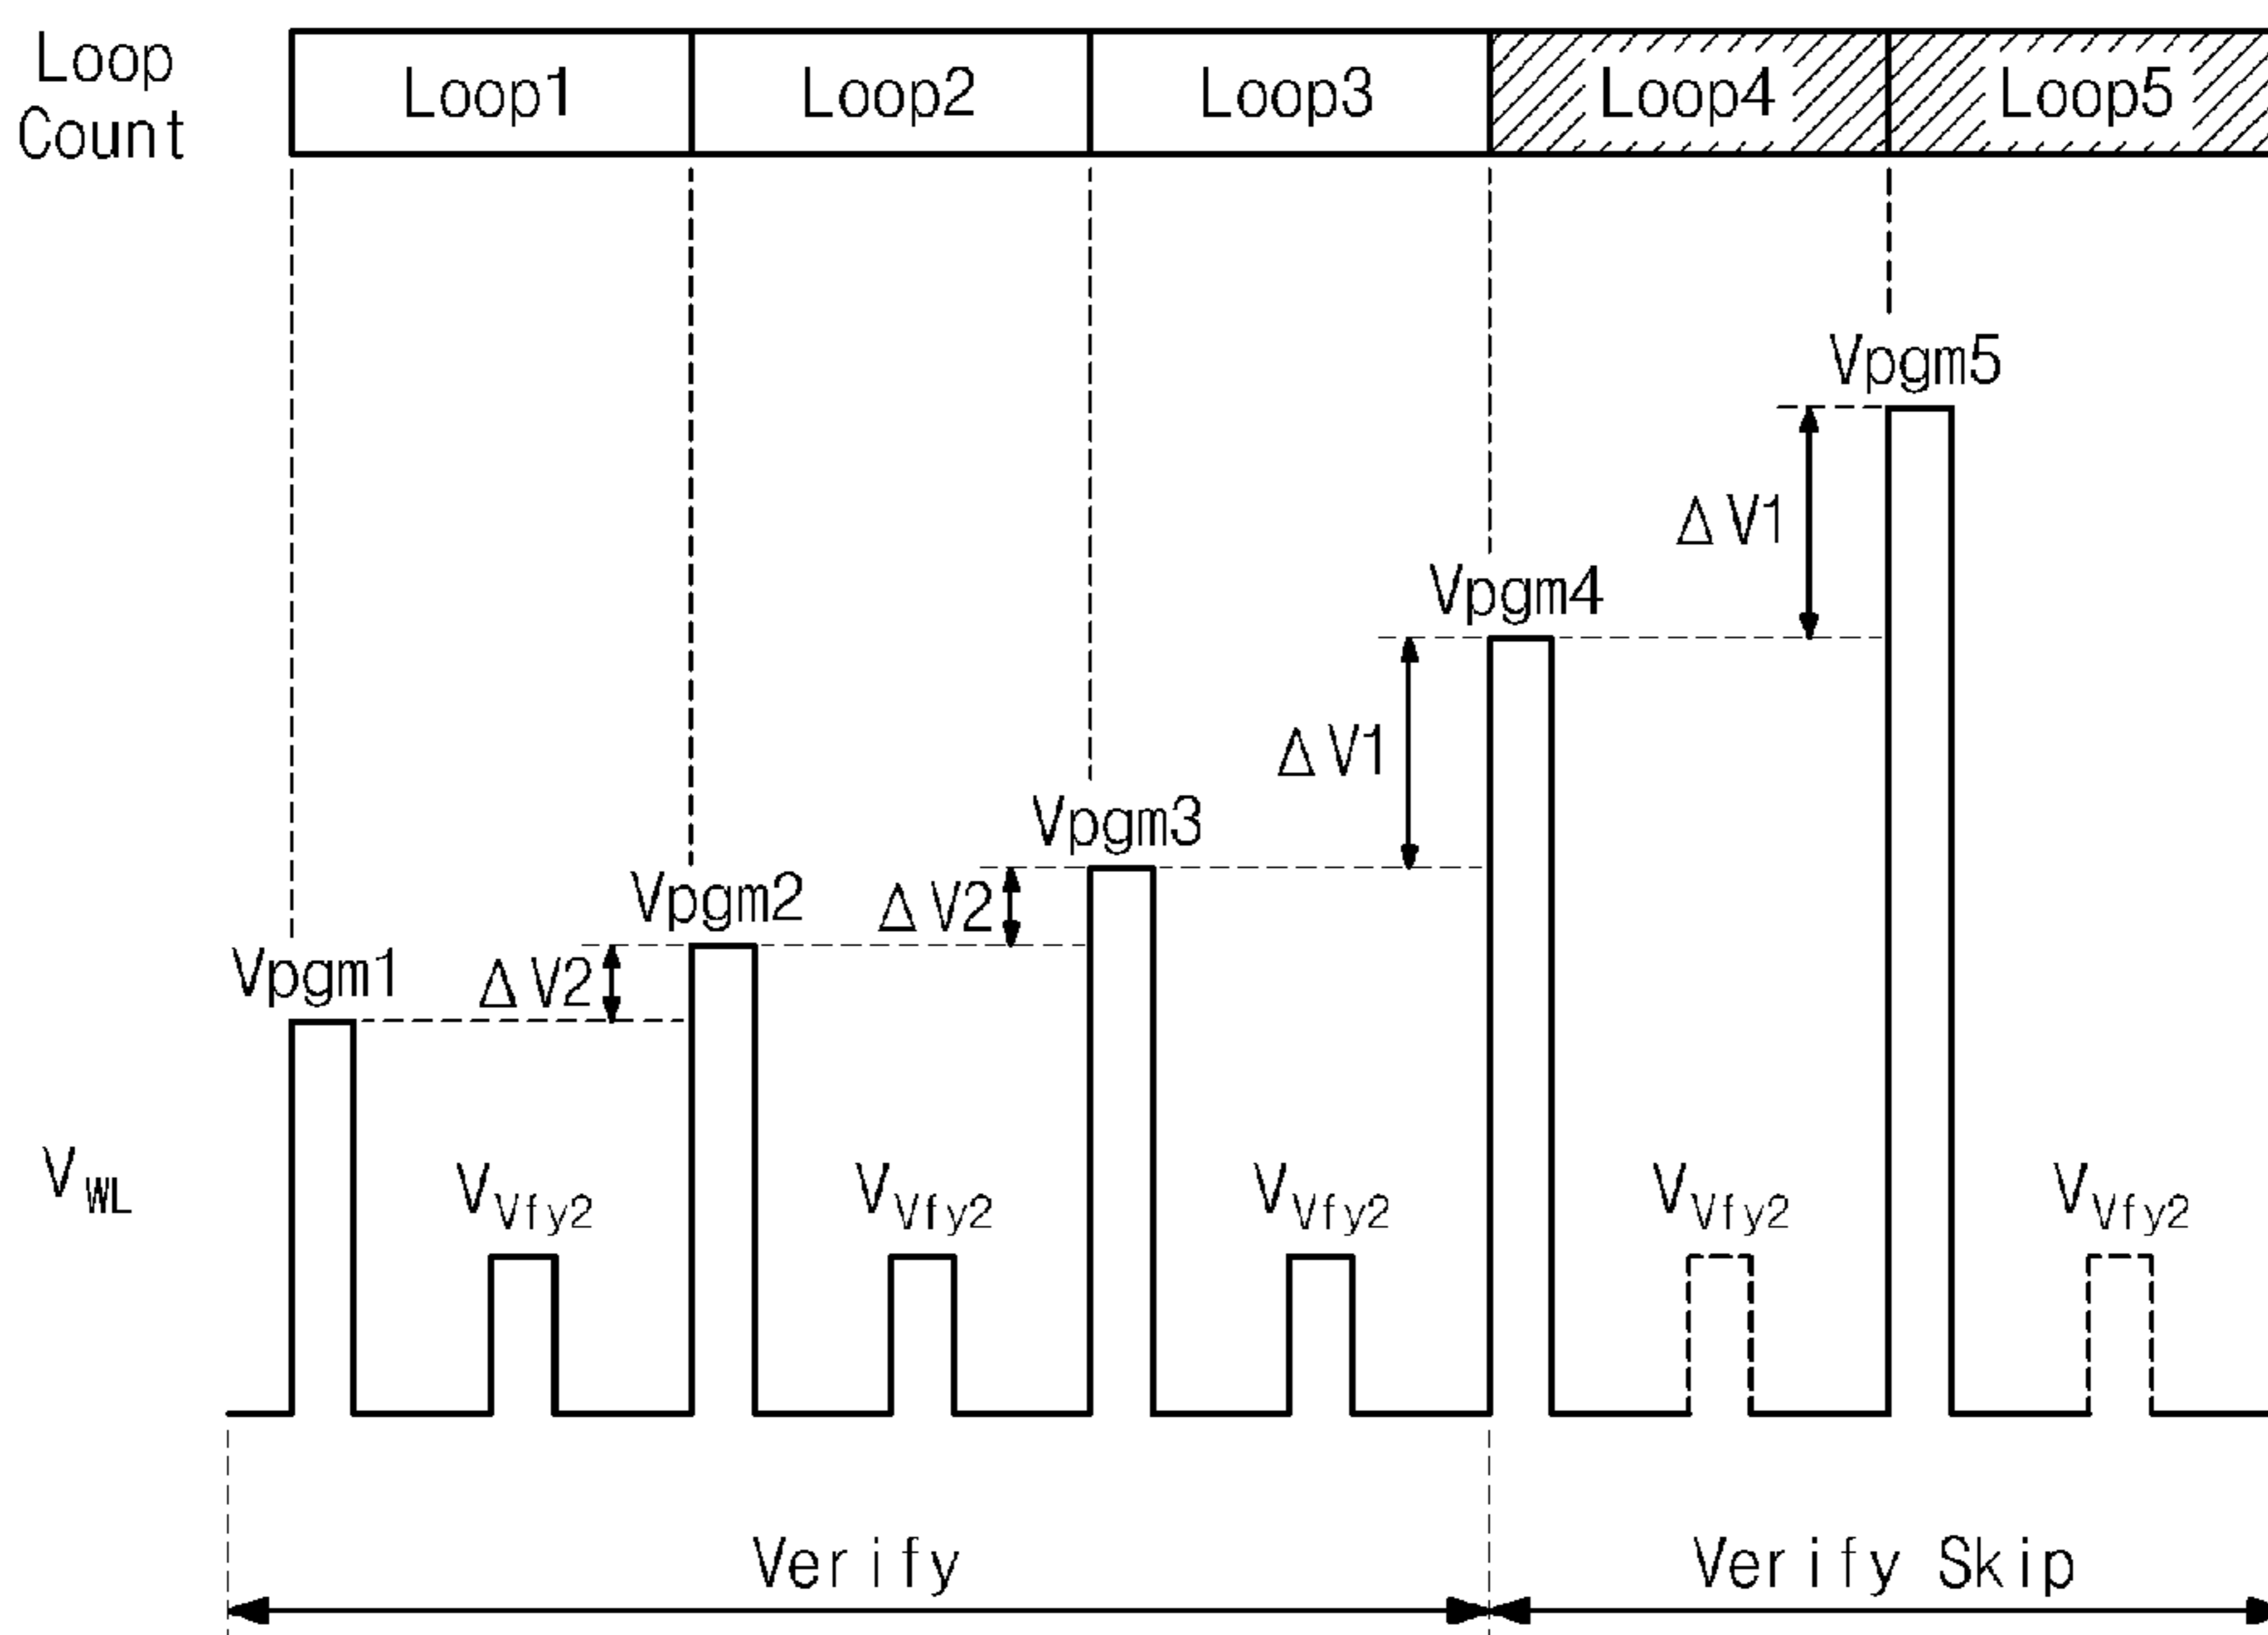 Loop
Count
Loop1 Loop2 Loop3 Loop4 Loop5
Vpgm5
ΔV1
Vpgm4
ΔV1
Vpgm3
Vpgm2 ΔV2
Vpgm1 ΔV2
VWL VVfy2 VVfy2 VVfy2 VVfy2 VVfy2
Verify Verify Skip